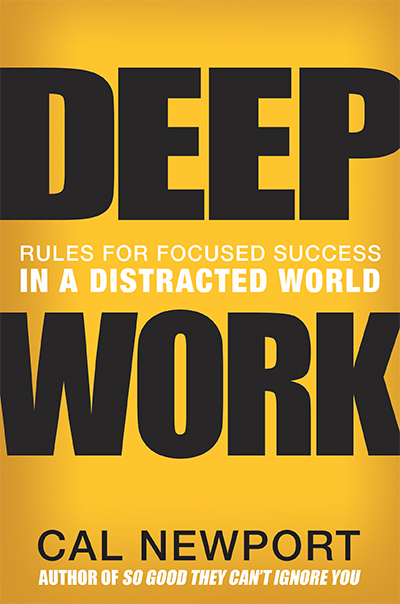 DEEP
RULES FOR FOCUSED SUCCESS
IN A DISTRACTED WORLD
WORK
CAL NEWPORT
AUTHOR OF SO GOOD THEY CAN'T IGNORE YOU